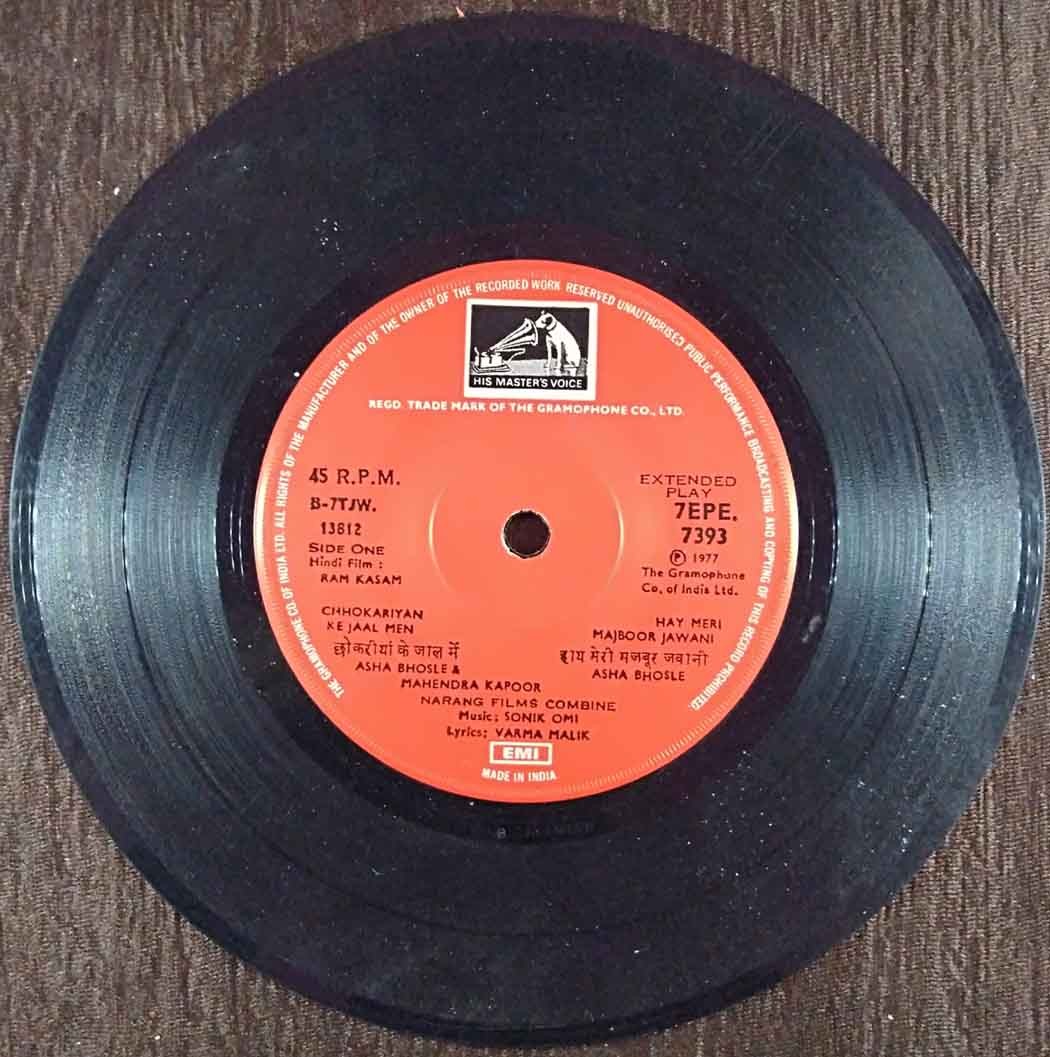 THE GRAMOPHONE CO. OF INDIA LTD. ALL RIGHTS OF THE MANUFACTURER AND OF THE OWNER OF THE RECORDED WORK RESERVED UNAUTHORISED PUBLIC PERFORMANCE BROADCASTING AND COPYING OF THIS RECORD PROHIBITED.
HIS MASTER'S VOICE
REGD. TRADE MARK OF THE GRAMOPHONE CO., LTD.
45 R.P.M.
B-7TJW.
13812
SIDE ONE
Hindi Film :
RAM KASAM
EXTENDED
PLAY
7EPE.
7393
Ⓟ 1977
The Gramophone
Co, of India Ltd.
CHHOKARIYAN
KE JAAL MEN
छोकरीयां के जाल में
ASHA BHOSLE &
MAHENDRA KAPOOR
HAY MERI
MAJBOOR JAWANI
हाय मेरी मजबूर जवानी
ASHA BHOSLE
NARANG FILMS COMBINE
Music; SONIK OMI
Lyrics; VARMA MALIK
EMI
MADE IN INDIA